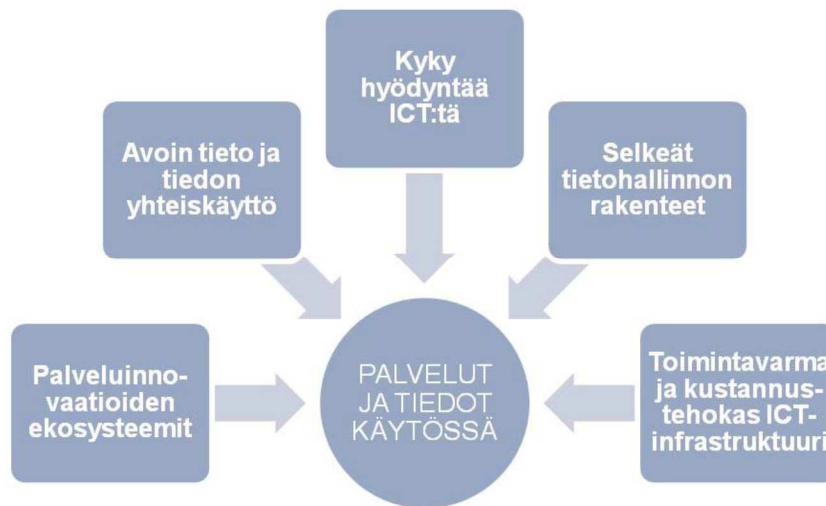 Kyky
hyödyntää
ICT:tä
Avoin tieto ja
tiedon
yhteiskäyttö
Selkeät
tietohallinnon
rakenteet
Palveluinno-
vaatioiden
ekosysteemit
PALVELUT
JA TIEDOT
KÄYTÖSSÄ
Toimintavarma
ja kustannus-
tehokas ICT-
infrastruktuuri